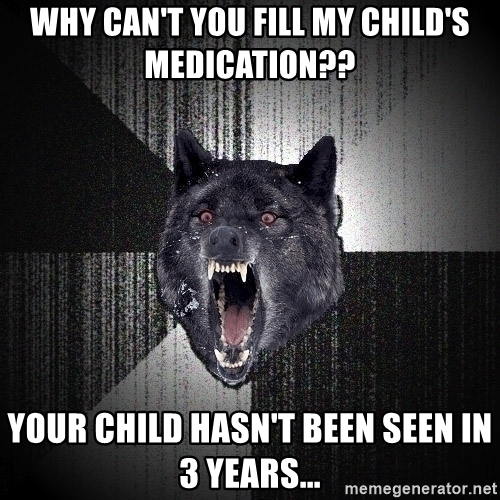 WHY CAN'T YOU FILL MY CHILD'S
MEDICATION??
YOUR CHILD HASN'T BEEN SEEN IN
3 YEARS...
memegenerator.net